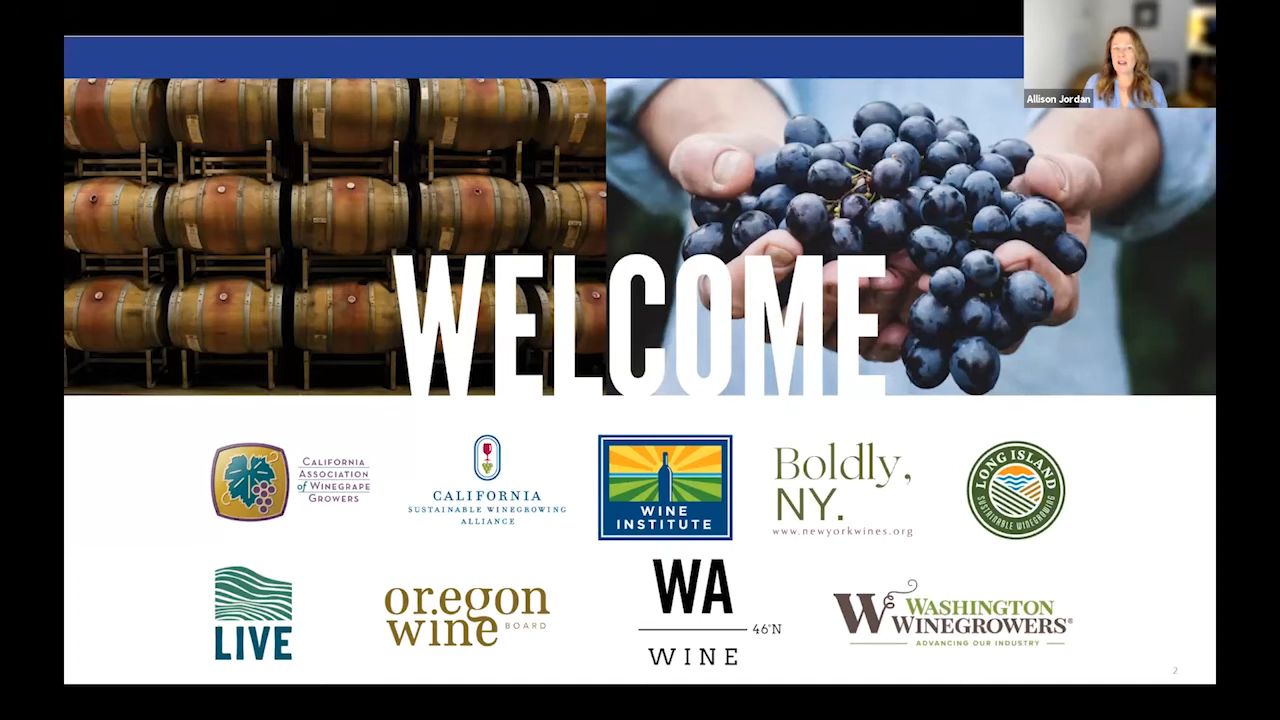 Allison Jordan
WELCOME
CALIFORNIA
ASSOCIATION
of WINEGRAPE
GROWERS
CALIFORNIA
SUSTAINABLE WINEGROWING
ALLIANCE
WINE
INSTITUTE
Boldly,
NY.
www.newyorkwines.org
LONG ISLAND
SUSTAINABLE WINEGROWING
LIVE
oregon
wine BOARD
WA
46°N
WINE
W WASHINGTON
WINEGROWERS®
ADVANCING OUR INDUSTRY
2